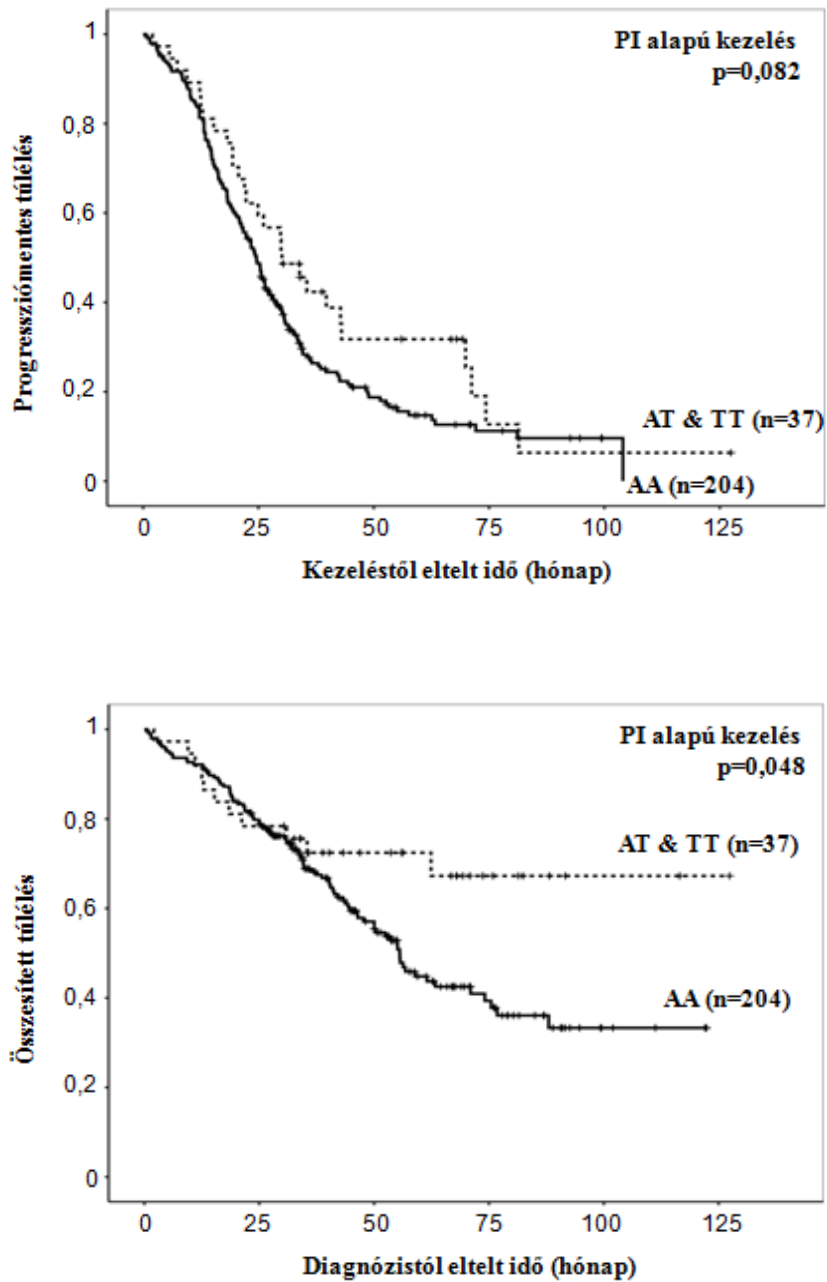 PI alapú kezelés
p=0,082
1
0,8
0,6
0,4
0,2
0
Progressziómentes túlélés
AT & TT (n=37)
AA (n=204)
0 25 50 75 100 125
Kezeléstől eltelt idő (hónap)
PI alapú kezelés
p=0,048
1
0,8
0,6
0,4
0,2
0
Összesített túlélés
AT & TT (n=37)
AA (n=204)
0 25 50 75 100 125
Diagnózistól eltelt idő (hónap)